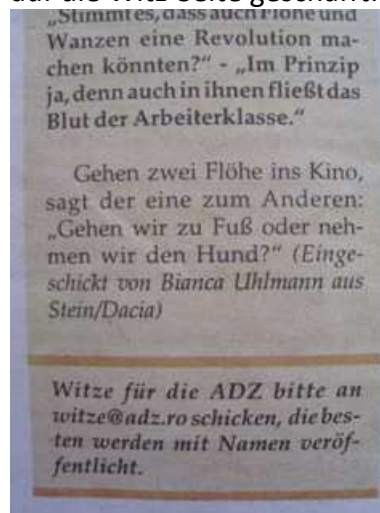 „Stimmt es, dass auch Flöhe und
Wanzen eine Revolution ma-
chen könnten?" - „Im Prinzip
ja, denn auch in ihnen fließt das
Blut der Arbeiterklasse."
Gehen zwei Flöhe ins Kino,
sagt der eine zum Anderen:
„Gehen wir zu Fuß oder neh-
men wir den Hund?" (Einge-
schickt von Bianca Uhlmann aus
Stein/Dacia)
Witze für die ADZ bitte an
witze@adz.ro schicken, die bes-
ten werden mit Namen veröf-
fentlicht.